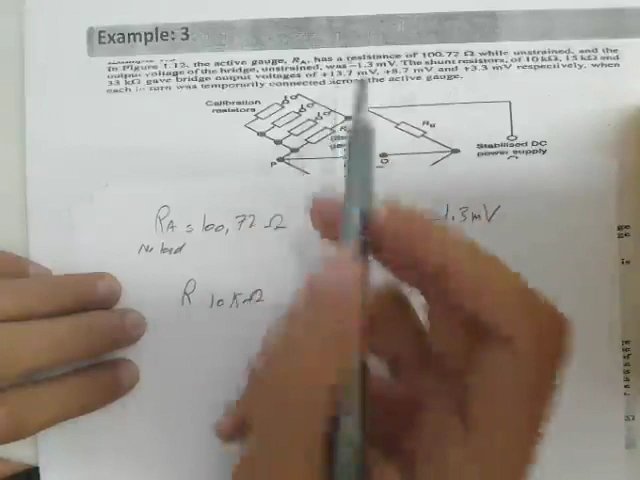 Example: 3
In Figure 1.12, the active gauge, RA, has a resistance of 100.72 Ω while unstrained, and the
output voltage of the bridge, unstrained, was −1.3 mV. The shunt resistors, of 10 kΩ, 15 kΩ and
33 kΩ gave bridge output voltages of +13.7 mV, +8.7 mV and +3.3 mV respectively, when
each in turn was temporarily connected across the active gauge.
Calibration
resistors
RB
Stabilised DC
power supply
P
RA = 100,72 Ω
-1.3mV
No load
R 10kΩ